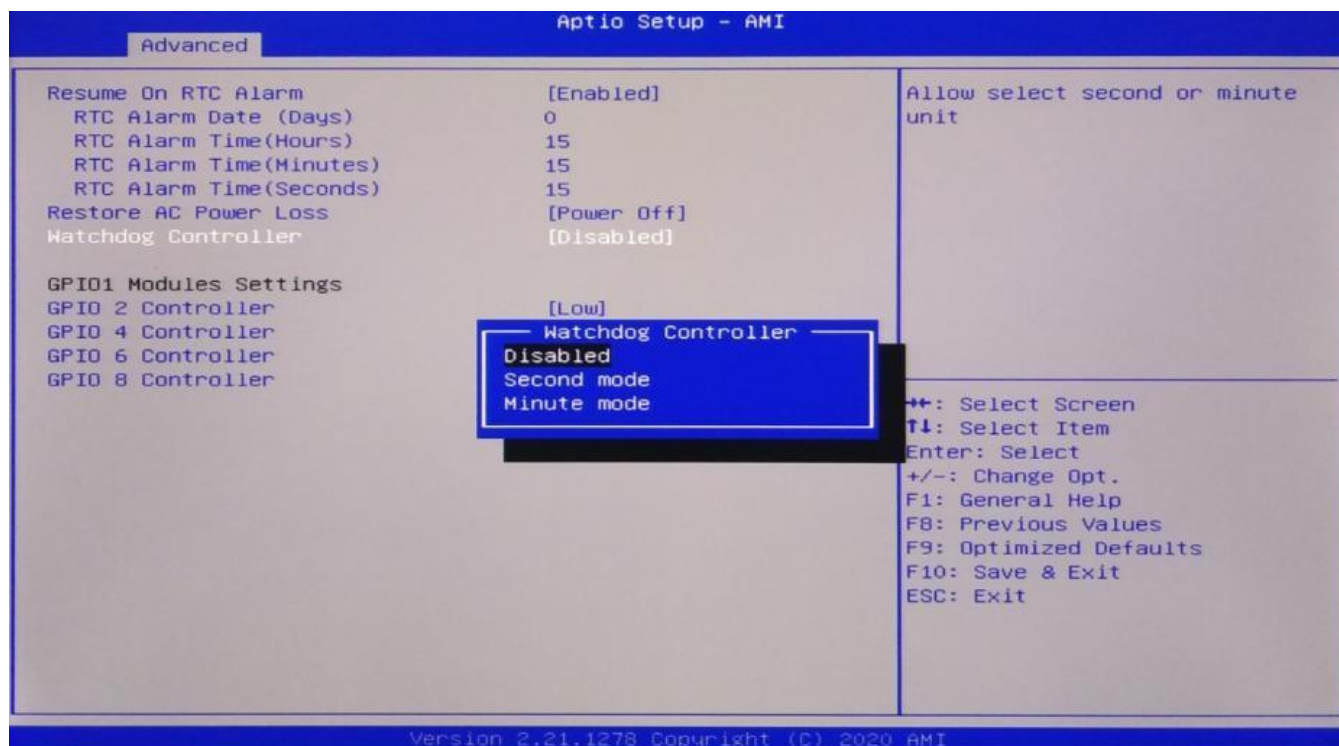 Aptio Setup - AMI
Advanced
Resume On RTC Alarm [Enabled]
RTC Alarm Date (Days) 0
RTC Alarm Time(Hours) 15
RTC Alarm Time(Minutes) 15
RTC Alarm Time(Seconds) 15
Restore AC Power Loss [Power Off]
Watchdog Controller [Disabled]
GPIO1 Modules Settings
GPIO 2 Controller [Low]
GPIO 4 Controller
GPIO 6 Controller
GPIO 8 Controller
Watchdog Controller
Disabled
Second mode
Minute mode
Allow select second or minute
unit
→←: Select Screen
↑↓: Select Item
Enter: Select
+/-: Change Opt.
F1: General Help
F8: Previous Values
F9: Optimized Defaults
F10: Save & Exit
ESC: Exit
Version 2.21.1278 Copyright (C) 2020 AMI